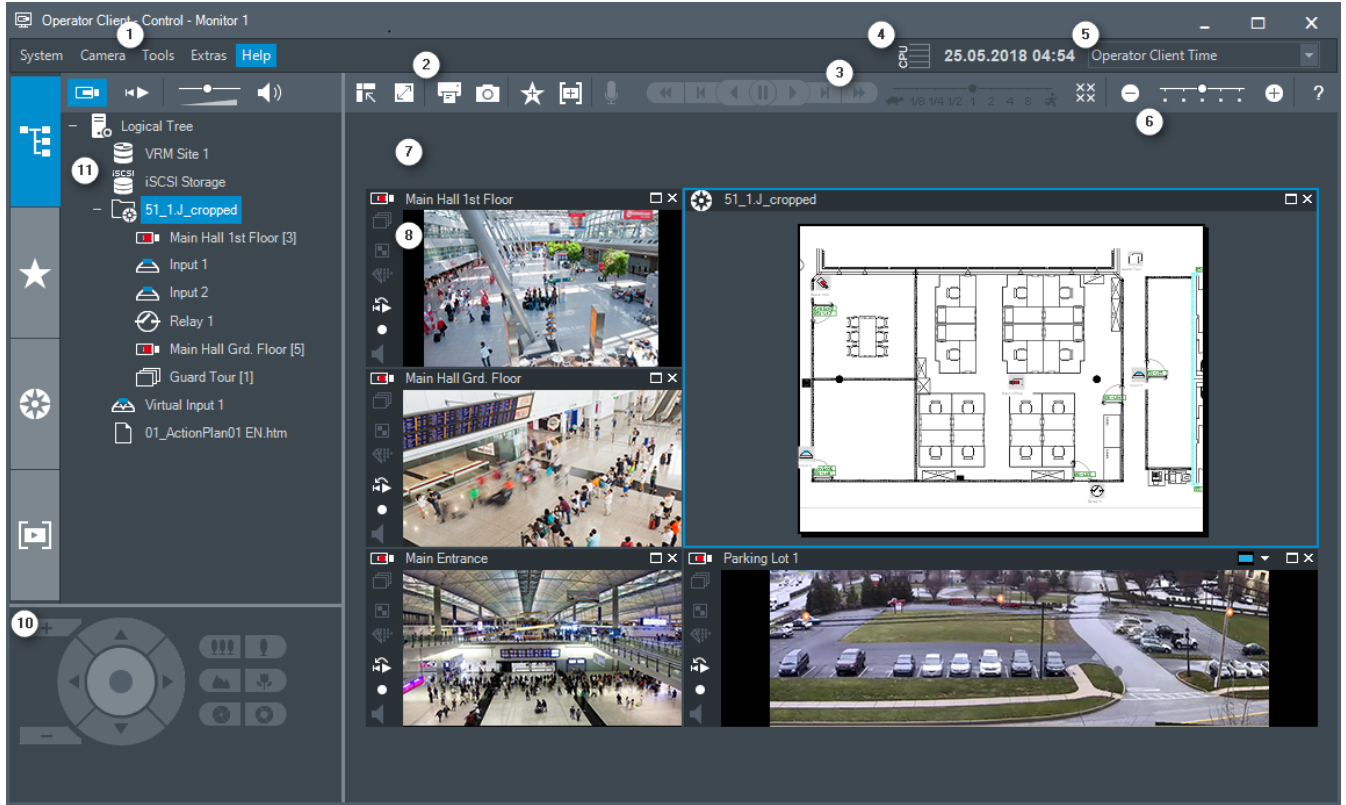 Operator Client - Control - Monitor 1
1
4
5
System Camera Tools Extras Help
CPU
25.05.2018 04:54
Operator Client Time
2
3
1/8 1/4 1/2 1 2 4 8
?
6
Logical Tree
VRM Site 1
11
iSCSI
iSCSI Storage
51_1.J_cropped
Main Hall 1st Floor [3]
Input 1
Input 2
Relay 1
Main Hall Grd. Floor [5]
Guard Tour [1]
Virtual Input 1
01_ActionPlan01 EN.htm
7
Main Hall 1st Floor
8
51_1.J_cropped
Relay 1
Main Hall Grd. Floor
Main Entrance
Parking Lot 1
10